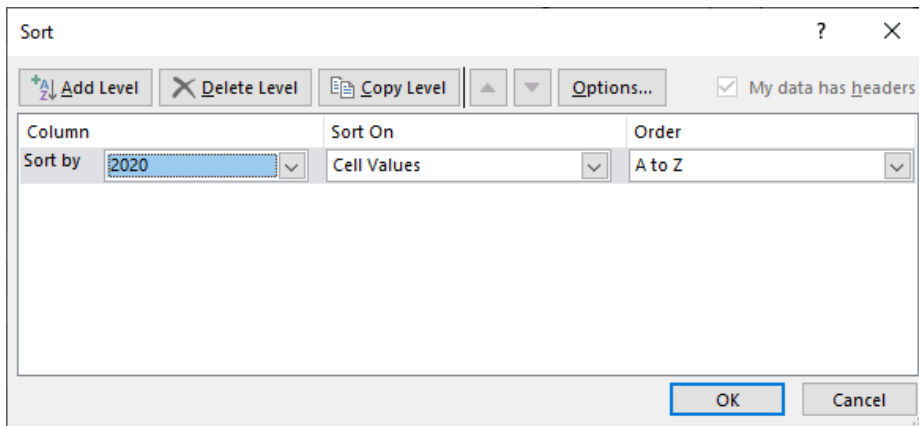 Sort ?
Add Level Delete Level Copy Level Options... My data has headers
Column Sort On Order
Sort by 2020 Cell Values A to Z
OK Cancel